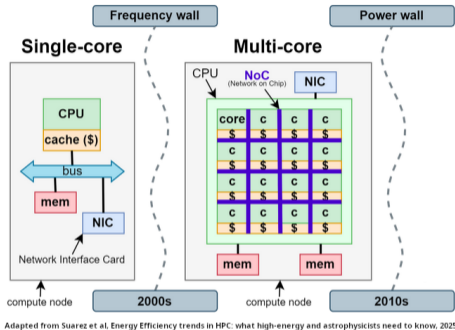 Frequency wall
Power wall
Single-core
Multi-core
CPU
NoC
(Network on Chip)
NIC
CPU
cache ($)
bus
mem
NIC
Network Interface Card
compute node
core c c c
$ $ $ $
c c c c
$ $ $ $
c c c c
$ $ $ $
c c c c
$ $ $ $
mem
mem
compute node
2000s
2010s
Adapted from Suarez et al, Energy Efficiency trends in HPC: what high-energy and astrophysicists need to know, 2025